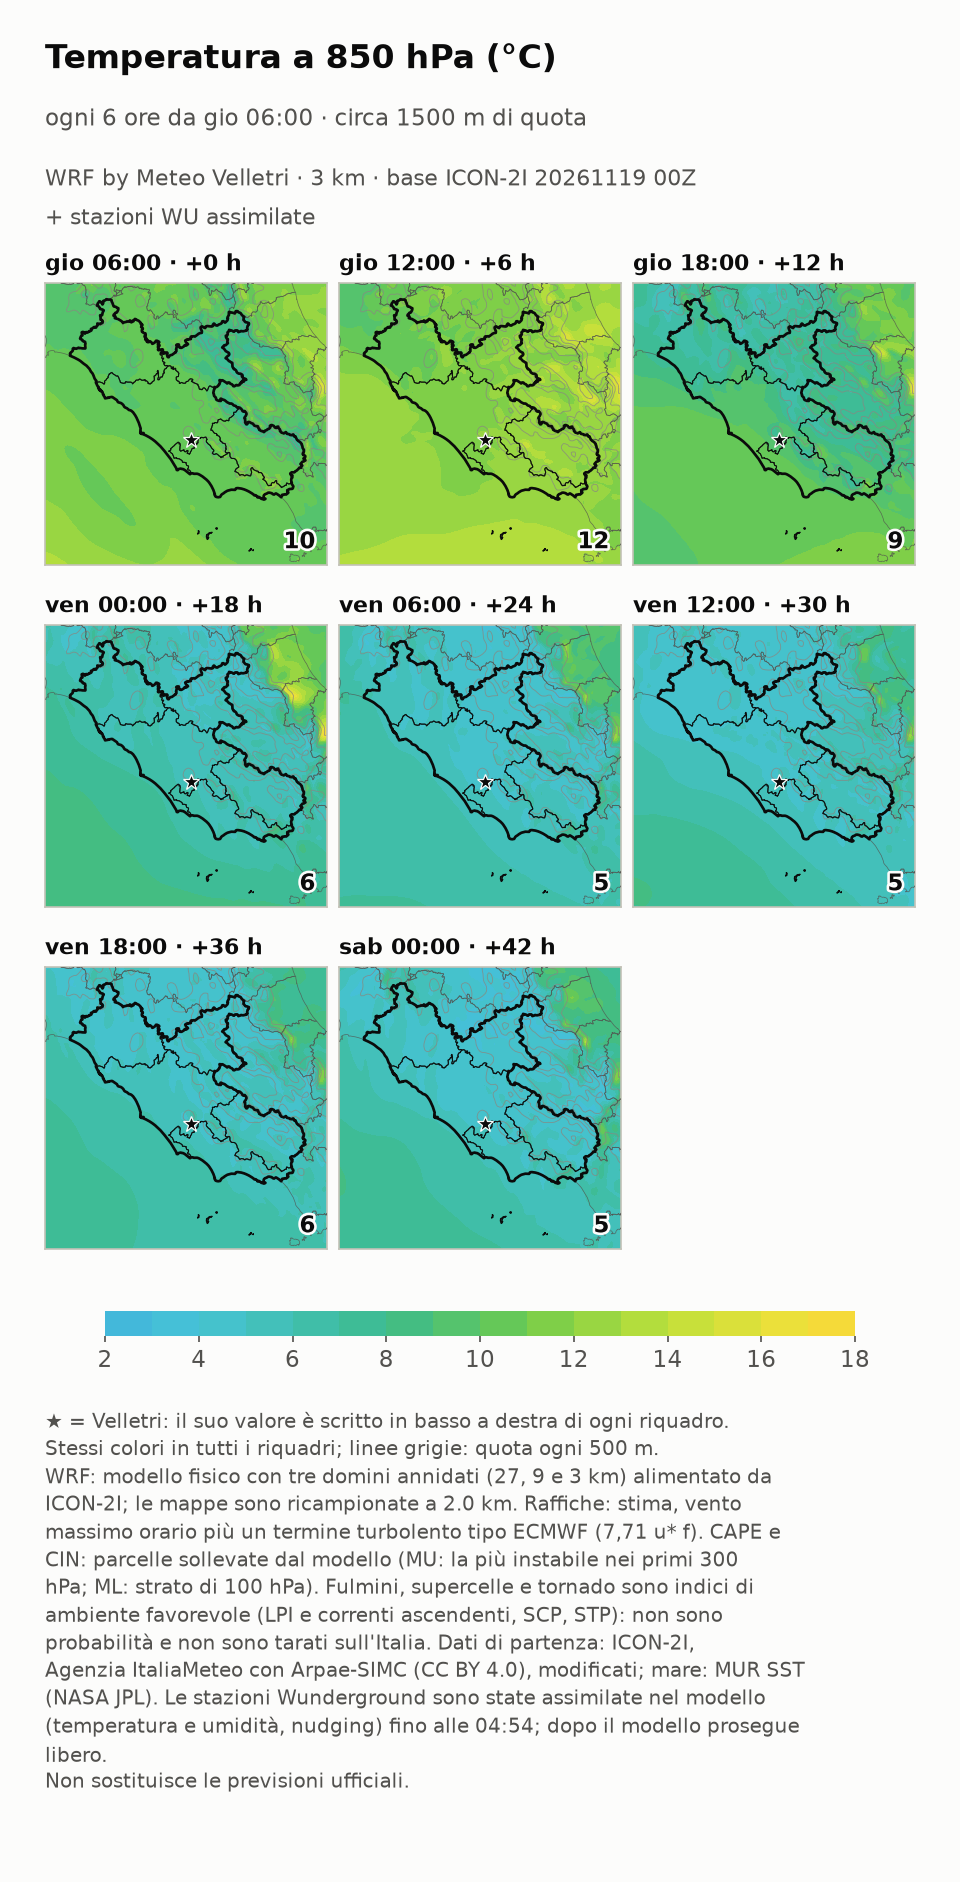 Temperatura a 850 hPa (°C)
ogni 6 ore da gio 06:00 · circa 1500 m di quota
WRF by Meteo Velletri · 3 km · base ICON-2I 20261119 00Z
+ stazioni WU assimilate
gio 06:00 · +0 h
gio 12:00 · +6 h
gio 18:00 · +12 h
10
12
9
ven 00:00 · +18 h
ven 06:00 · +24 h
ven 12:00 · +30 h
6
5
5
ven 18:00 · +36 h
sab 00:00 · +42 h
6
5
2 4 6 8 10 12 14 16 18
★ = Velletri: il suo valore è scritto in basso a destra di ogni riquadro.
Stessi colori in tutti i riquadri; linee grigie: quota ogni 500 m.
WRF: modello fisico con tre domini annidati (27, 9 e 3 km) alimentato da
ICON-2I; le mappe sono ricampionate a 2.0 km. Raffiche: stima, vento
massimo orario più un termine turbolento tipo ECMWF (7,71 u* f). CAPE e
CIN: parcelle sollevate dal modello (MU: la più instabile nei primi 300
hPa; ML: strato di 100 hPa). Fulmini, supercelle e tornado sono indici di
ambiente favorevole (LPI e correnti ascendenti, SCP, STP): non sono
probabilità e non sono tarati sull'Italia. Dati di partenza: ICON-2I,
Agenzia ItaliaMeteo con Arpae-SIMC (CC BY 4.0), modificati; mare: MUR SST
(NASA JPL). Le stazioni Wunderground sono state assimilate nel modello
(temperatura e umidità, nudging) fino alle 04:54; dopo il modello prosegue
libero.
Non sostituisce le previsioni ufficiali.